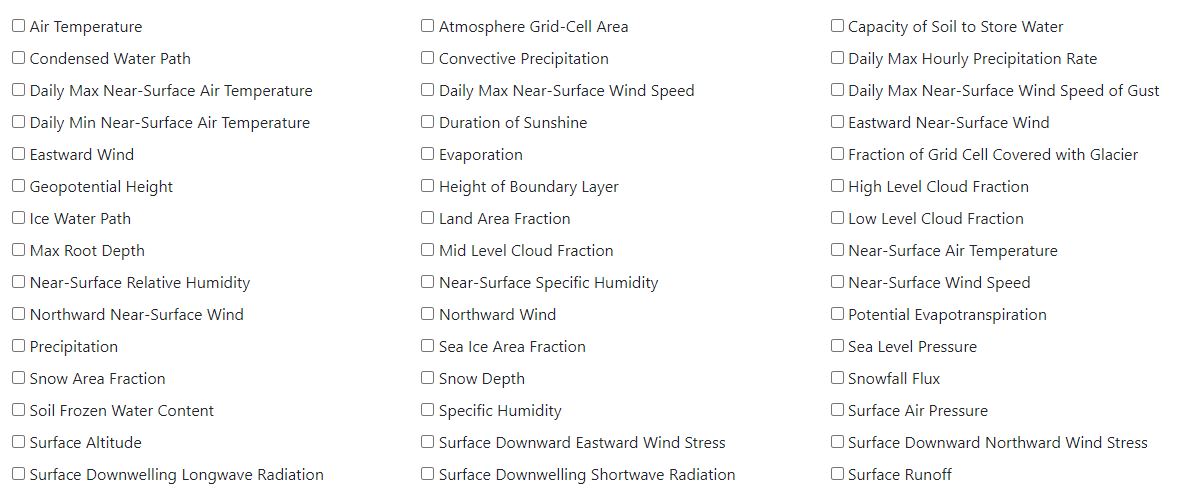 Air Temperature
Atmosphere Grid-Cell Area
Capacity of Soil to Store Water
Condensed Water Path
Convective Precipitation
Daily Max Hourly Precipitation Rate
Daily Max Near-Surface Air Temperature
Daily Max Near-Surface Wind Speed
Daily Max Near-Surface Wind Speed of Gust
Daily Min Near-Surface Air Temperature
Duration of Sunshine
Eastward Near-Surface Wind
Eastward Wind
Evaporation
Fraction of Grid Cell Covered with Glacier
Geopotential Height
Height of Boundary Layer
High Level Cloud Fraction
Ice Water Path
Land Area Fraction
Low Level Cloud Fraction
Max Root Depth
Mid Level Cloud Fraction
Near-Surface Air Temperature
Near-Surface Relative Humidity
Near-Surface Specific Humidity
Near-Surface Wind Speed
Northward Near-Surface Wind
Northward Wind
Potential Evapotranspiration
Precipitation
Sea Ice Area Fraction
Sea Level Pressure
Snow Area Fraction
Snow Depth
Snowfall Flux
Soil Frozen Water Content
Specific Humidity
Surface Air Pressure
Surface Altitude
Surface Downward Eastward Wind Stress
Surface Downward Northward Wind Stress
Surface Downwelling Longwave Radiation
Surface Downwelling Shortwave Radiation
Surface Runoff